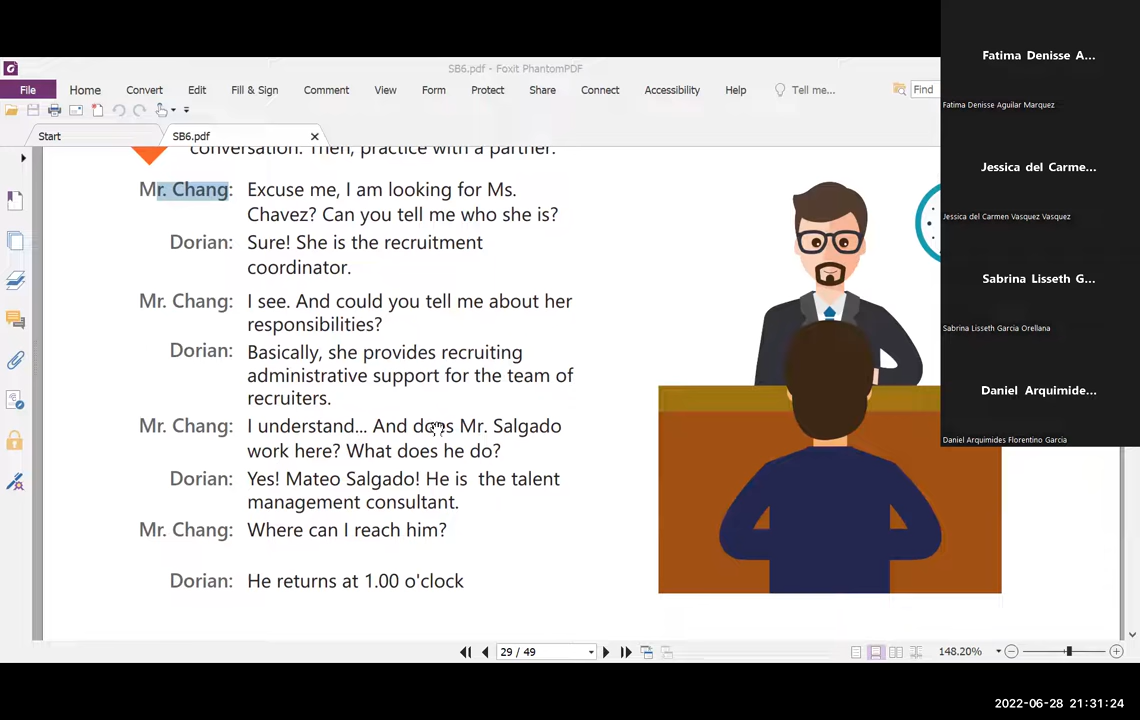 SB6.pdf - Foxit PhantomPDF
File Home Convert Edit Fill & Sign Comment View Form Protect Share Connect Accessibility Help Tell me... Find
Start SB6.pdf
conversation. Then, practice with a partner.
Mr. Chang: Excuse me, I am looking for Ms.
Chavez? Can you tell me who she is?
Dorian: Sure! She is the recruitment
coordinator.
Mr. Chang: I see. And could you tell me about her
responsibilities?
Dorian: Basically, she provides recruiting
administrative support for the team of
recruiters.
Mr. Chang: I understand... And does Mr. Salgado
work here? What does he do?
Dorian: Yes! Mateo Salgado! He is the talent
management consultant.
Mr. Chang: Where can I reach him?
Dorian: He returns at 1.00 o'clock
29 / 49
148.20%
Fatima Denisse A...
Fatima Denisse Aguilar Marquez
Jessica del Carme...
Jessica del Carmen Vasquez Vasquez
Sabrina Lisseth G...
Sabrina Lisseth Garcia Orellana
Daniel Arquimide...
Daniel Arquimides Florentino Garcia
2022-06-28 21:31:24